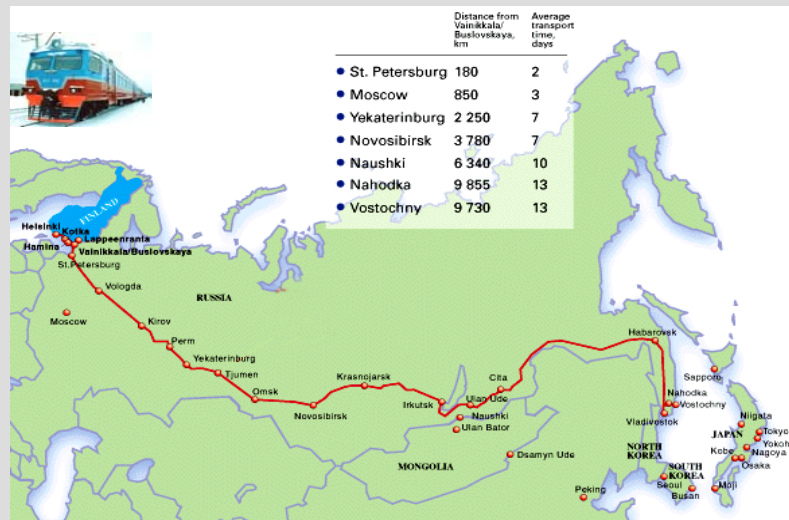 Distance from Vainikkala/ Buslovskaya, km
Average transport time, days
St. Petersburg 180 2
Moscow 850 3
Yekaterinburg 2 250 7
Novosibirsk 3 780 7
Naushki 6 340 10
Nahodka 9 855 13
Vostochny 9 730 13
FINLAND
Helsinki
Kotka
Hamina
Lappeenranta
Vainikkala/Buslovskaya
St.Petersburg
Vologda
RUSSIA
Moscow
Kirov
Perm
Yekaterinburg
Tjumen
Omsk
Novosibirsk
Krasnojarsk
Irkutsk
Cita
Ulan Ude
Naushki
Ulan Bator
MONGOLIA
Dsamyn Ude
Habarovsk
Nahodka
Vostochny
Vladivostok
Sapporo
Niigata
Tokyo
Yokoh
JAPAN
Nagoya
Kobe
Osaka
NORTH KOREA
SOUTH KOREA
Seoul
Busan
Moji
Peking